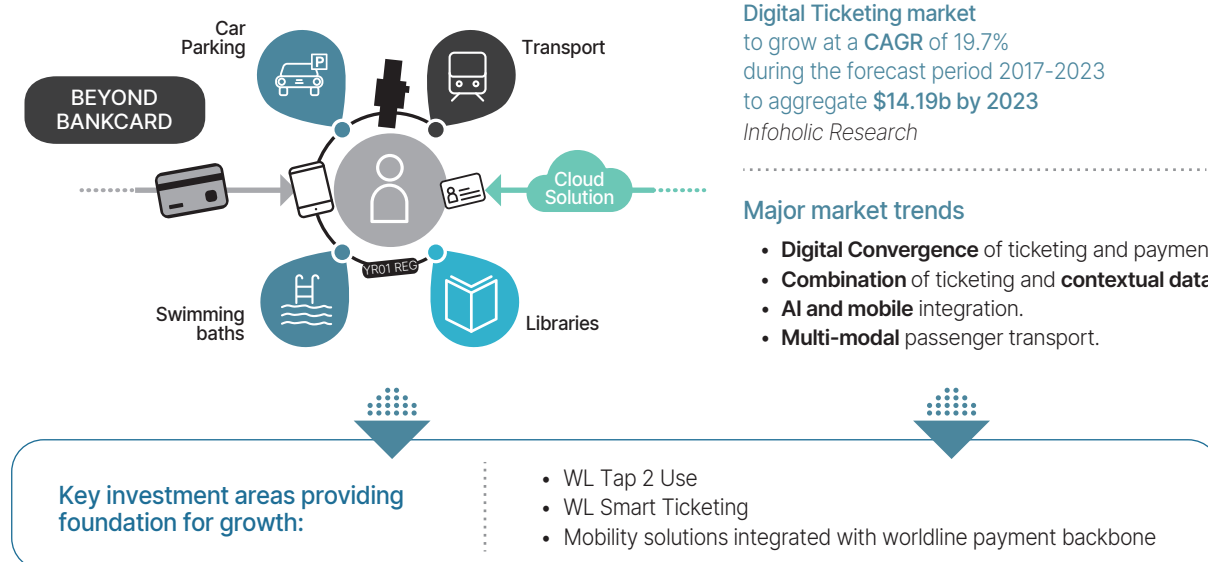 Car
Parking
Transport
BEYOND
BANKCARD
P
Cloud
Solution
YR01 REG
Swimming
baths
Libraries
Digital Ticketing market
to grow at a CAGR of 19.7%
during the forecast period 2017-2023
to aggregate $14.19b by 2023
Infoholic Research
Major market trends
• Digital Convergence of ticketing and paymen
• Combination of ticketing and contextual data
• AI and mobile integration.
• Multi-modal passenger transport.
Key investment areas providing
foundation for growth:
• WL Tap 2 Use
• WL Smart Ticketing
• Mobility solutions integrated with worldline payment backbone